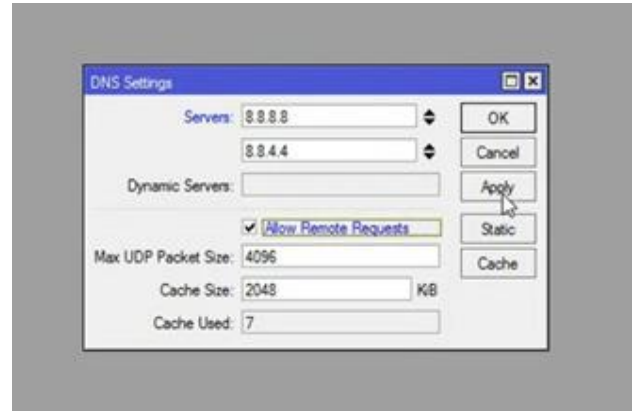 DNS Settings
Servers: 8.8.8.8
8.8.4.4
Dynamic Servers:
Allow Remote Requests
Max UDP Packet Size: 4096
Cache Size: 2048 KiB
Cache Used: 7
OK
Cancel
Apply
Static
Cache